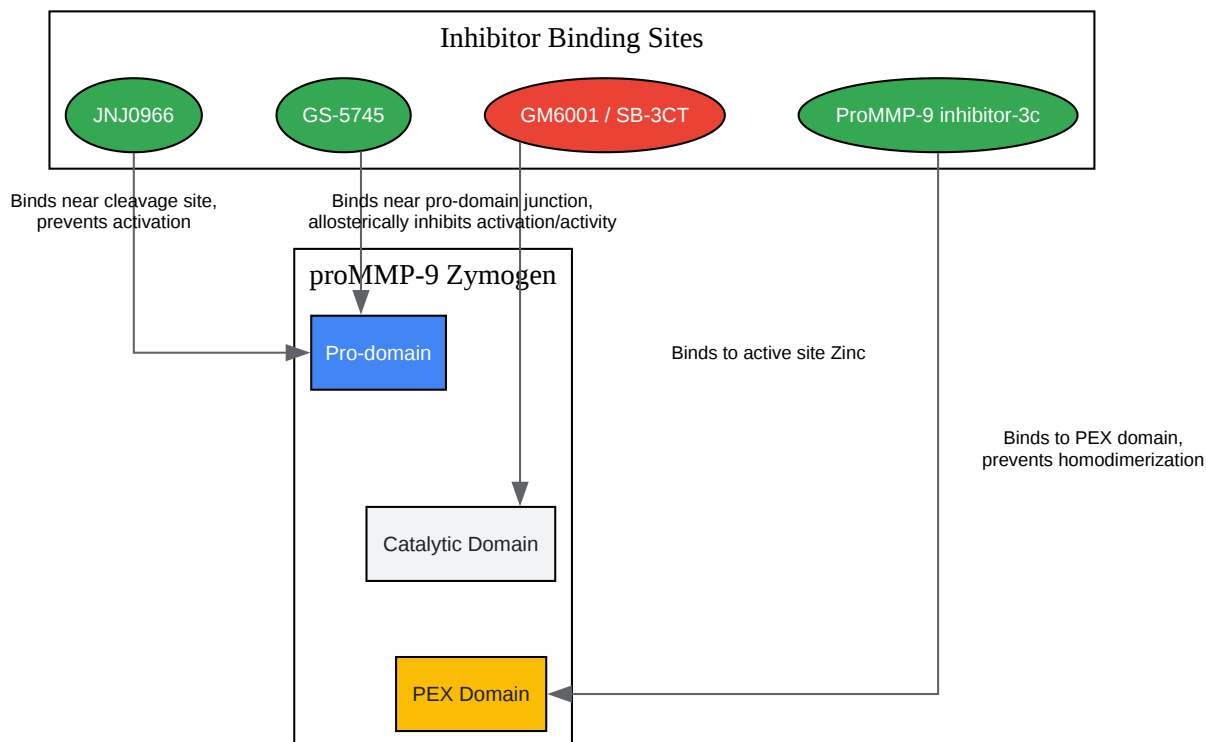 Inhibitor Binding Sites
JNJ0966
GS-5745
GM6001 / SB-3CT
ProMMP-9 inhibitor-3c
Binds near cleavage site,
prevents activation
Binds near pro-domain junction,
allosterically inhibits activation/activity
proMMP-9 Zymogen
Pro-domain
Binds to active site Zinc
Binds to PEX domain,
prevents homodimerization
Catalytic Domain
PEX Domain